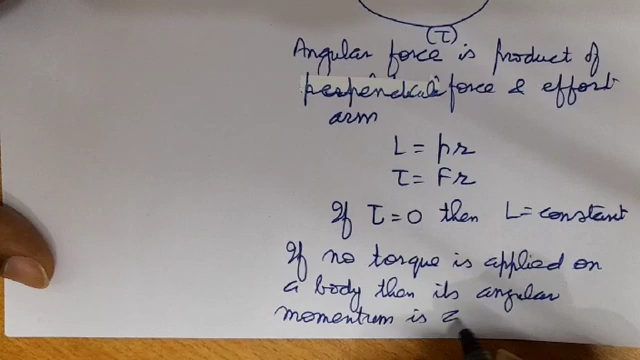 (τ)
Angular force is product of
perpendicular force & effort
arm
L = pr
τ = Fr
If τ = 0 then L = constant
If no torque is applied on
a body then its angular
momentum is